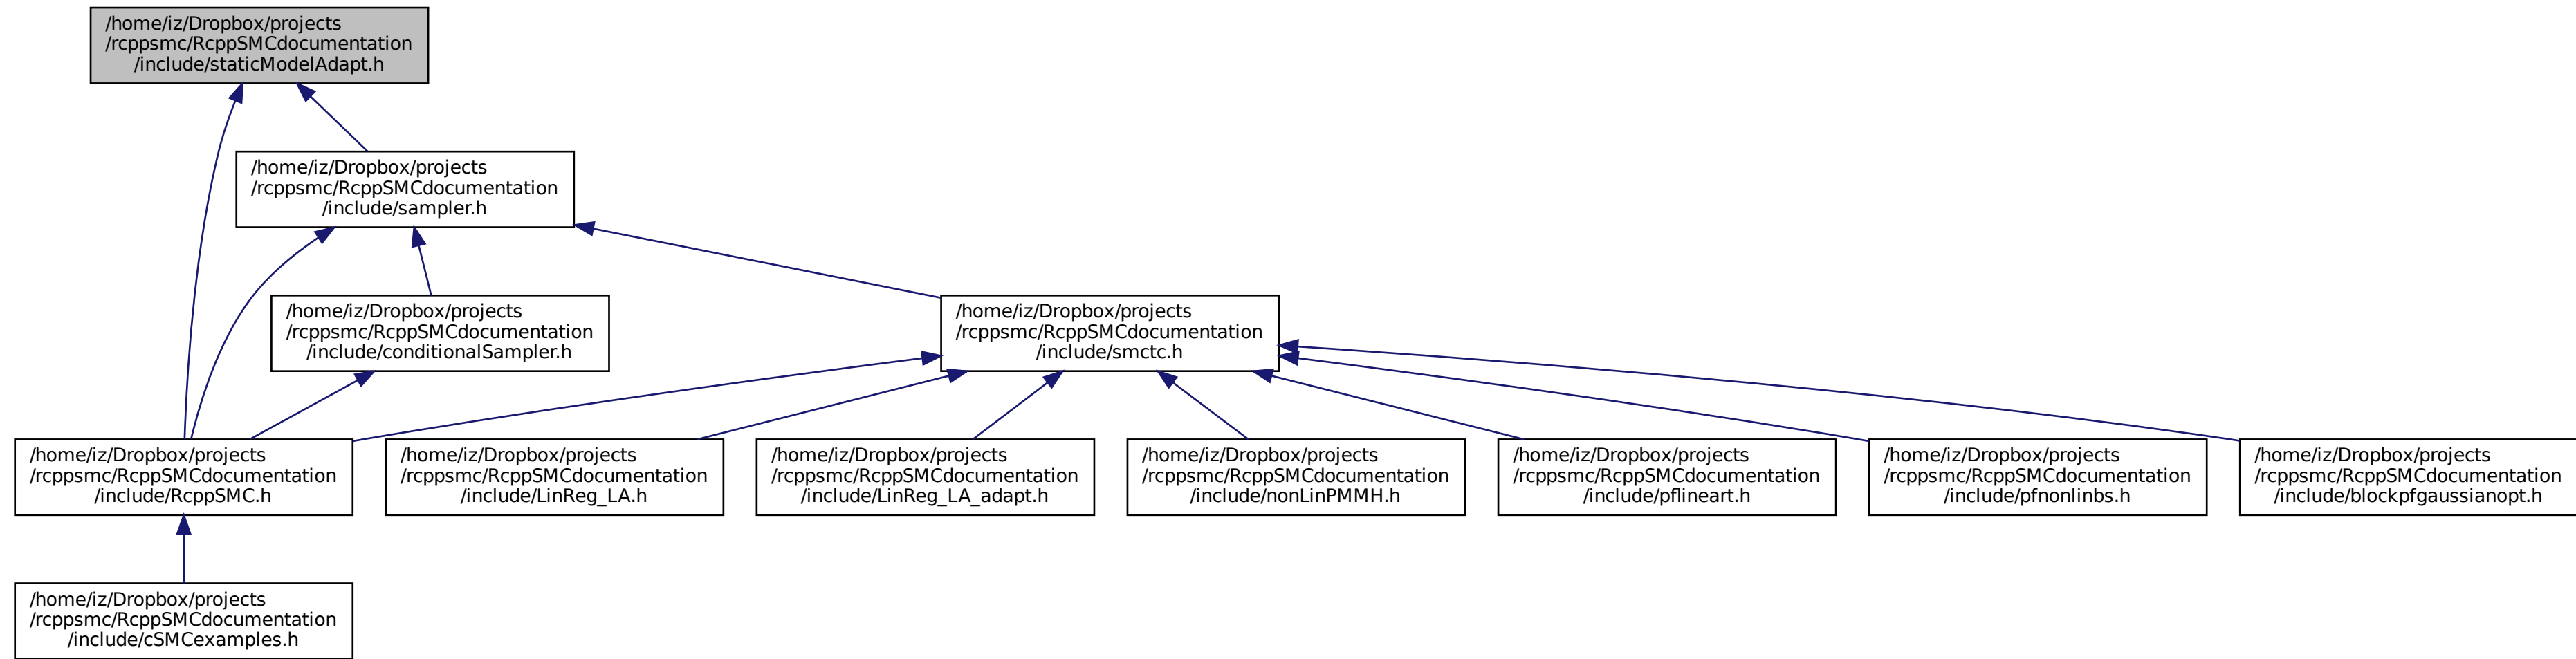 /home/iz/Dropbox/projects
/rcppsmc/RcppSMCdocumentation
/include/staticModelAdapt.h
/home/iz/Dropbox/projects
/rcppsmc/RcppSMCdocumentation
/include/sampler.h
/home/iz/Dropbox/projects
/rcppsmc/RcppSMCdocumentation
/include/conditionalSampler.h
/home/iz/Dropbox/projects
/rcppsmc/RcppSMCdocumentation
/include/smctc.h
/home/iz/Dropbox/projects
/rcppsmc/RcppSMCdocumentation
/include/RcppSMC.h
/home/iz/Dropbox/projects
/rcppsmc/RcppSMCdocumentation
/include/LinReg_LA.h
/home/iz/Dropbox/projects
/rcppsmc/RcppSMCdocumentation
/include/LinReg_LA_adapt.h
/home/iz/Dropbox/projects
/rcppsmc/RcppSMCdocumentation
/include/nonLinPMMH.h
/home/iz/Dropbox/projects
/rcppsmc/RcppSMCdocumentation
/include/pflineart.h
/home/iz/Dropbox/projects
/rcppsmc/RcppSMCdocumentation
/include/pfnonlinbs.h
/home/iz/Dropbox/projects
/rcppsmc/RcppSMCdocumentation
/include/blockpfgaussianopt.h
/home/iz/Dropbox/projects
/rcppsmc/RcppSMCdocumentation
/include/cSMCexamples.h